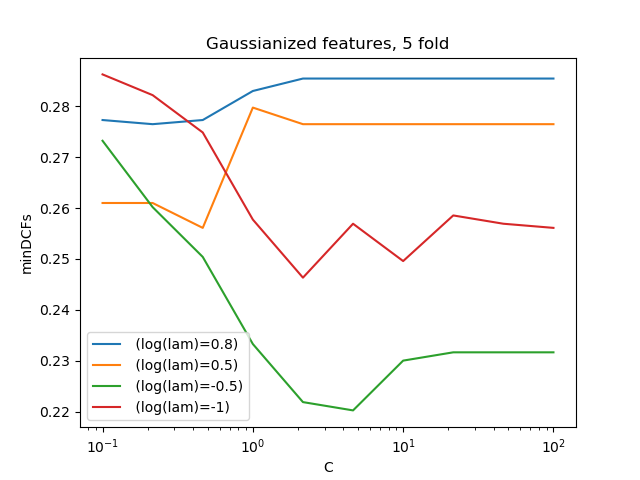 Gaussianized features, 5 fold
minDCFs
0.28
0.27
0.26
0.25
0.24
0.23
0.22
(log(lam)=0.8)
(log(lam)=0.5)
(log(lam)=-0.5)
(log(lam)=-1)
10⁻¹ 10⁰ 10¹ 10²
C